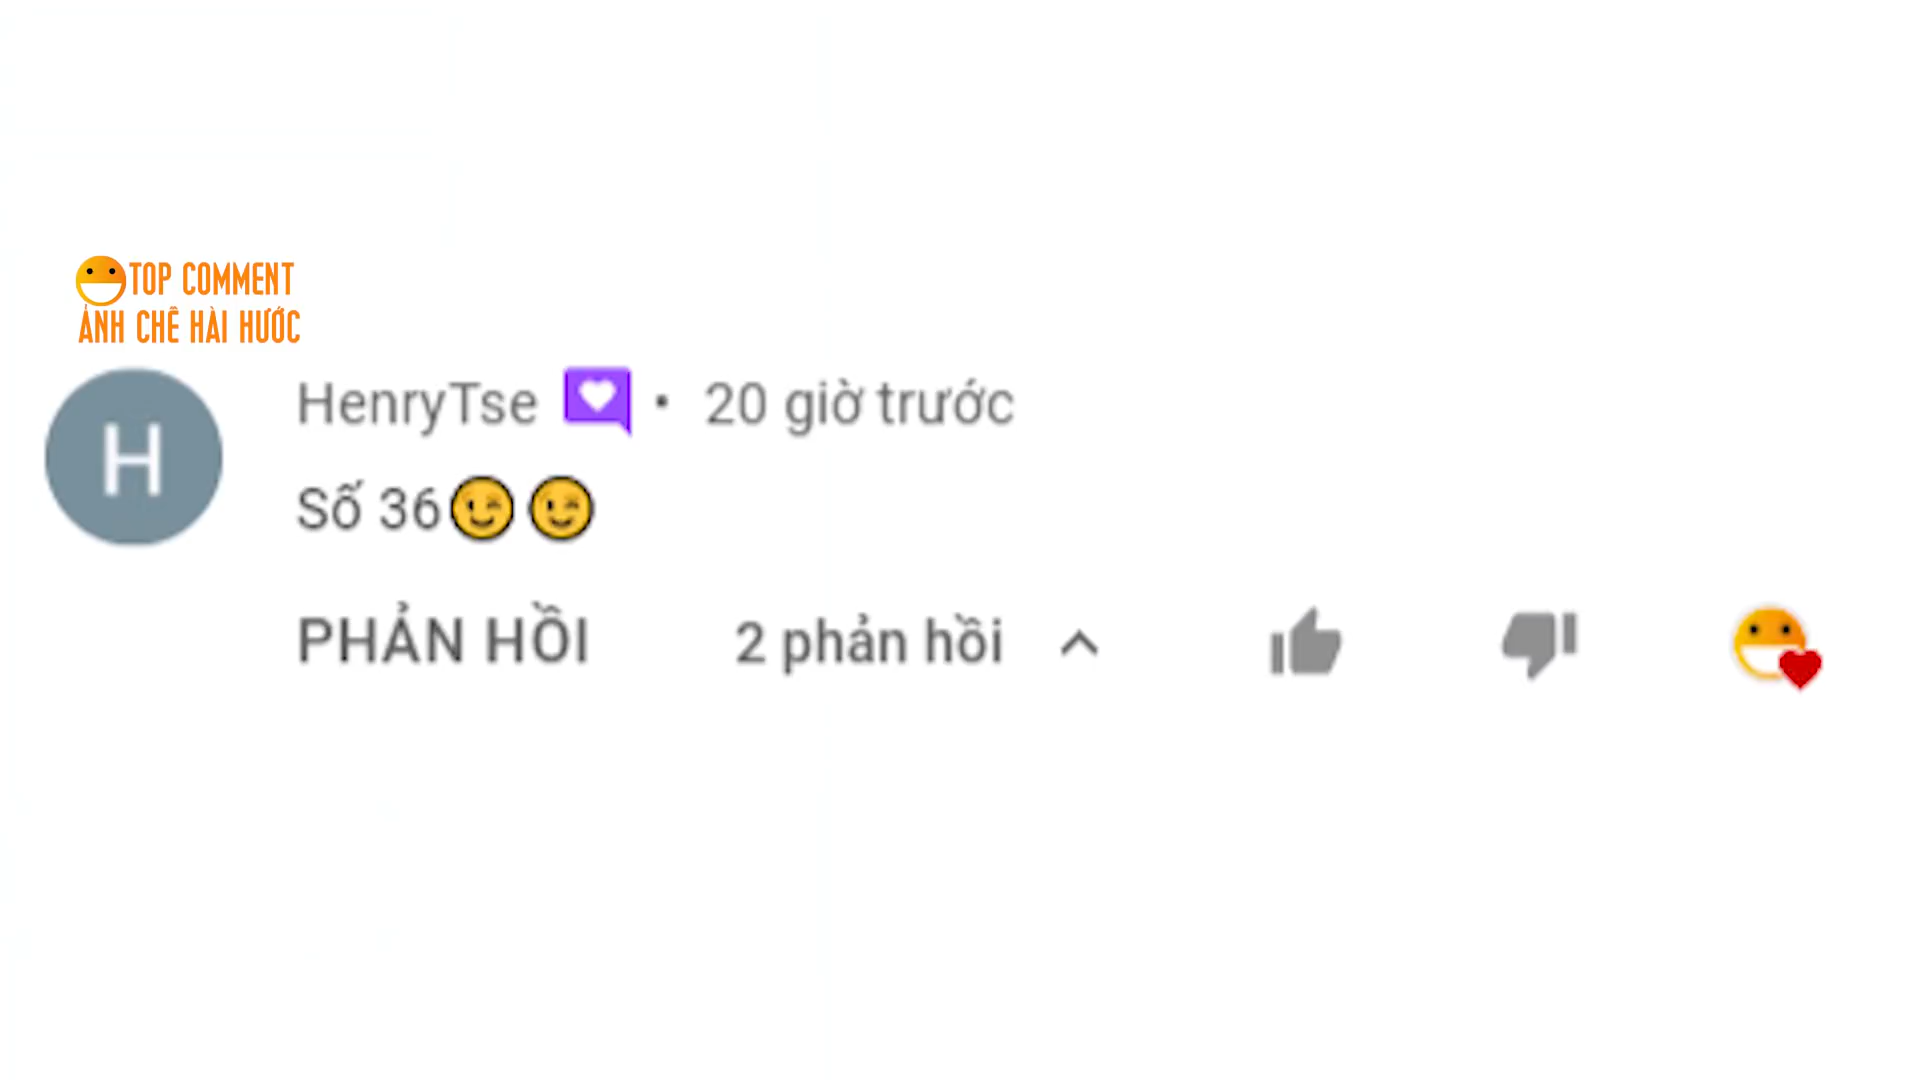 TOP COMMENT
ẢNH CHẾ HÀI HƯỚC
HenryTse • 20 giờ trước
H
Số 36😉😉
PHẢN HỒI 2 phản hồi